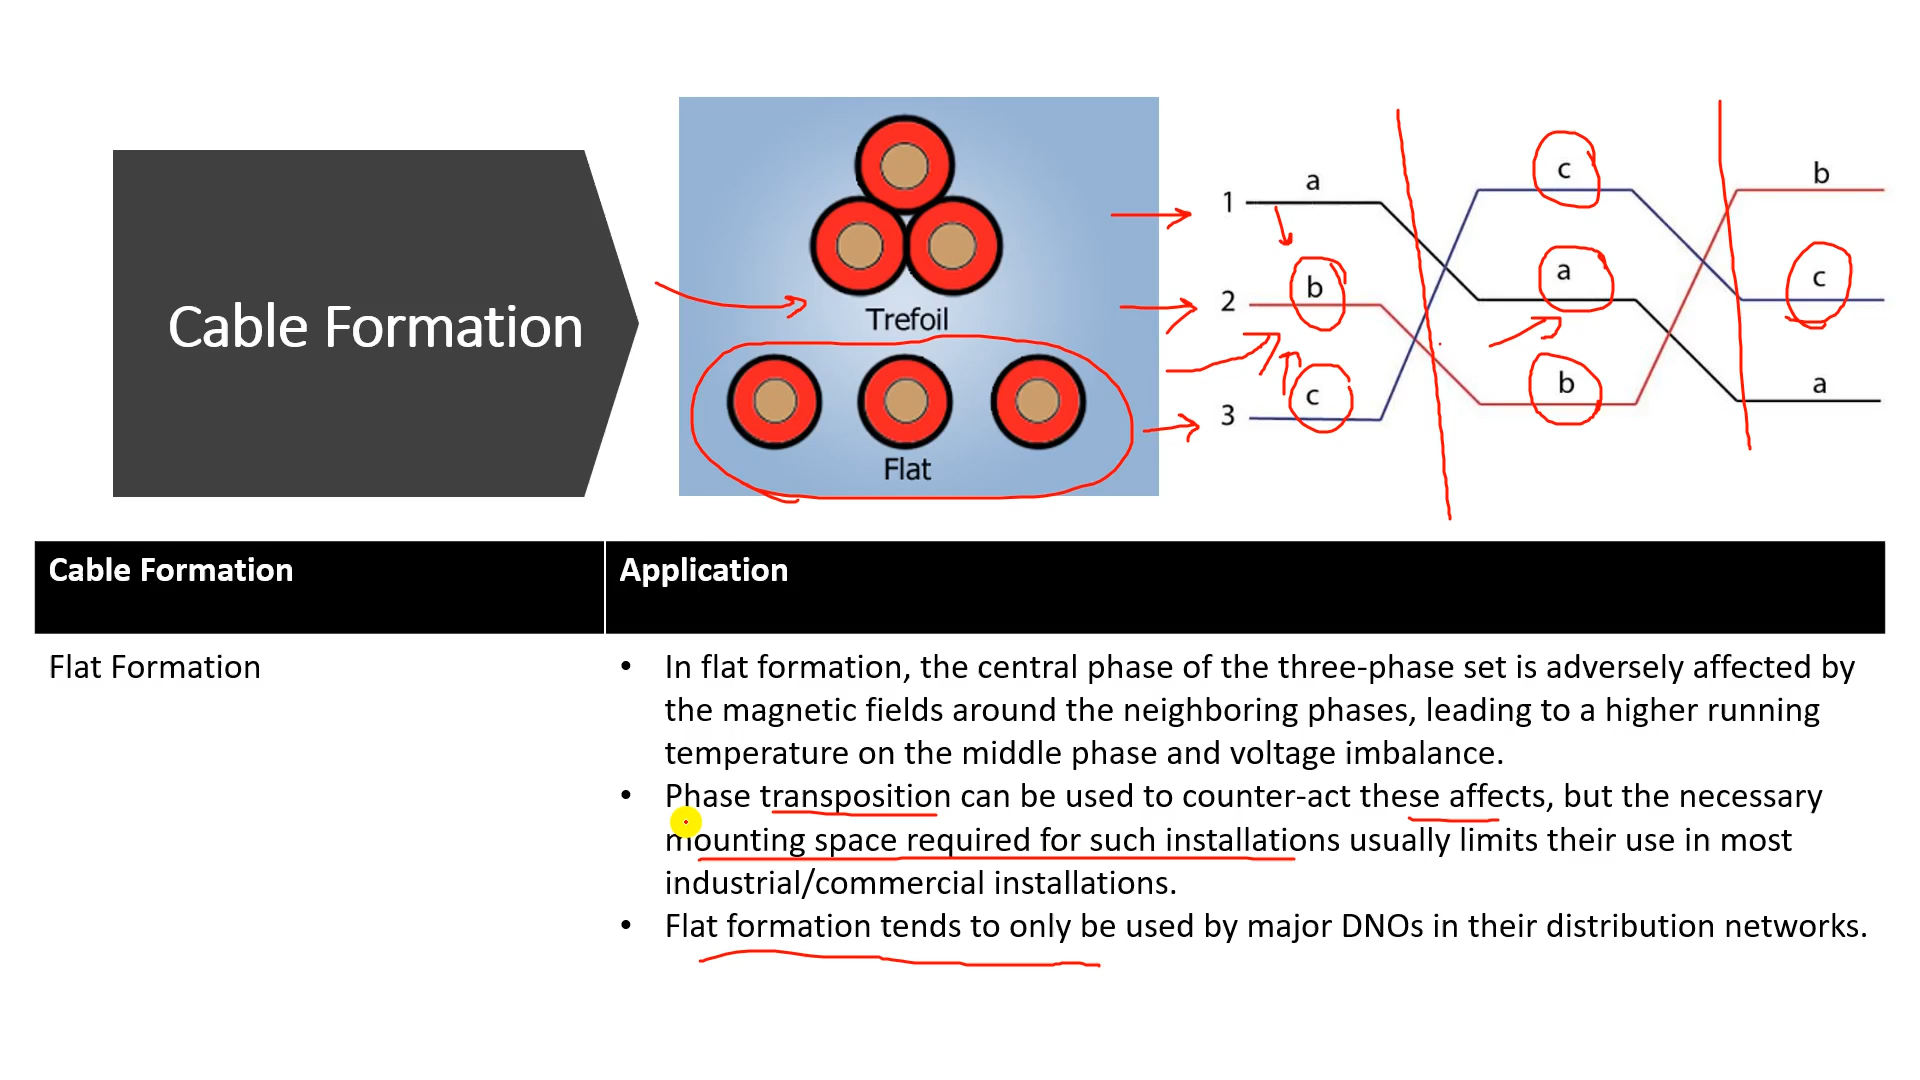 Cable Formation
Trefoil
Flat
1 a c b
2 b a c
3 c b a
Cable Formation Application
Flat Formation
• In flat formation, the central phase of the three-phase set is adversely affected by
the magnetic fields around the neighboring phases, leading to a higher running
temperature on the middle phase and voltage imbalance.
• Phase transposition can be used to counter-act these affects, but the necessary
mounting space required for such installations usually limits their use in most
industrial/commercial installations.
• Flat formation tends to only be used by major DNOs in their distribution networks.